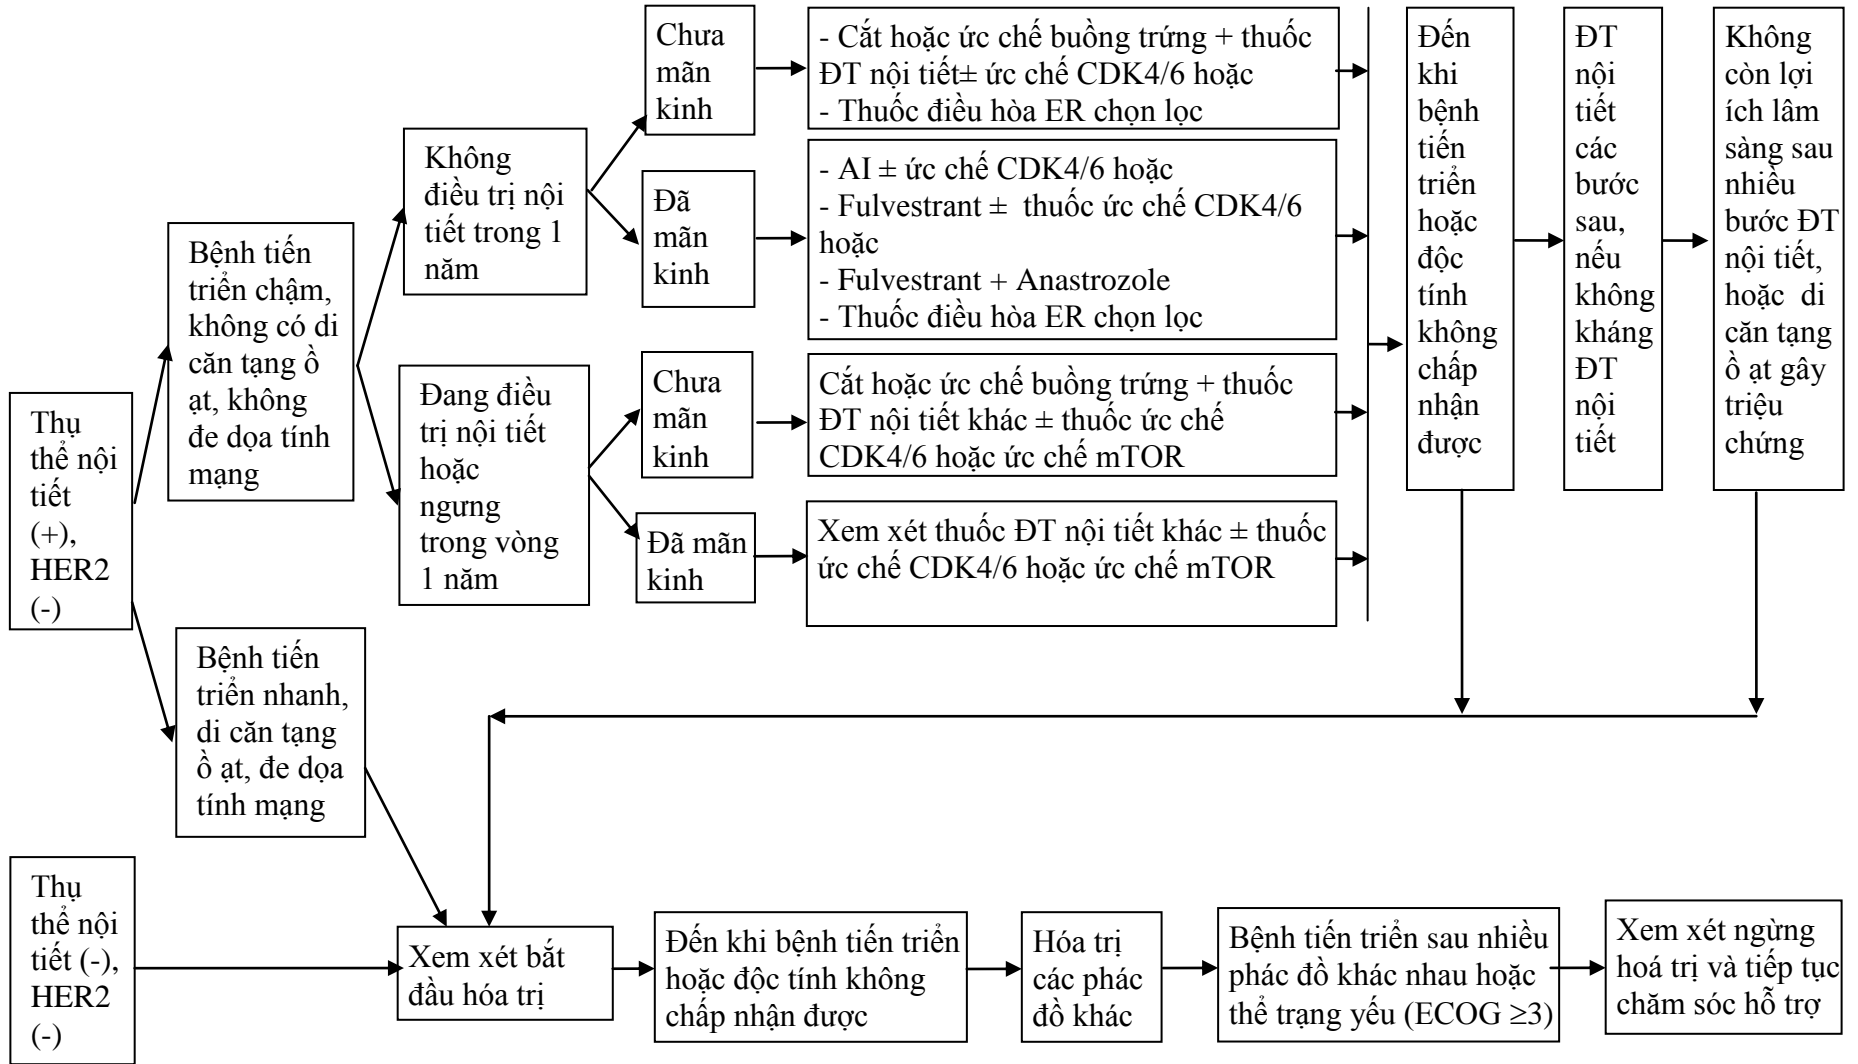 Thụ
thể nội
tiết
(+),
HER2
(-)
Bệnh tiến
triển chậm,
không có di
căn tạng ồ
ạt, không
đe dọa tính
mạng
Không
điều trị nội
tiết trong 1
năm
Chưa
mãn
kinh
- Cắt hoặc ức chế buồng trứng + thuốc
ĐT nội tiết± ức chế CDK4/6 hoặc
- Thuốc điều hòa ER chọn lọc
Đã
mãn
kinh
- AI ± ức chế CDK4/6 hoặc
- Fulvestrant ± thuốc ức chế CDK4/6
hoặc
- Fulvestrant + Anastrozole
- Thuốc điều hòa ER chọn lọc
Đang điều
trị nội tiết
hoặc
ngưng
trong vòng
1 năm
Chưa
mãn
kinh
Cắt hoặc ức chế buồng trứng + thuốc
ĐT nội tiết khác ± thuốc ức chế
CDK4/6 hoặc ức chế mTOR
Đã mãn
kinh
Xem xét thuốc ĐT nội tiết khác ± thuốc
ức chế CDK4/6 hoặc ức chế mTOR
Đến
khi
bệnh
tiến
triển
hoặc
độc
tính
không
chấp
nhận
được
ĐT
nội
tiết
các
bước
sau,
nếu
không
kháng
ĐT
nội
tiết
Không
còn lợi
ích lâm
sàng sau
nhiều
bước ĐT
nội tiết,
hoặc di
căn tạng
ồ ạt gây
triệu
chứng
Bệnh tiến
triển nhanh,
di căn tạng
ồ ạt, đe dọa
tính mạng
Thụ
thể nội
tiết (-),
HER2
(-)
Xem xét bắt
đầu hóa trị
Đến khi bệnh tiến triển
hoặc độc tính không
chấp nhận được
Hóa trị
các phác
đồ khác
Bệnh tiến triển sau nhiều
phác đồ khác nhau hoặc
thể trạng yếu (ECOG ≥3)
Xem xét ngừng
hoá trị và tiếp tục
chăm sóc hỗ trợ